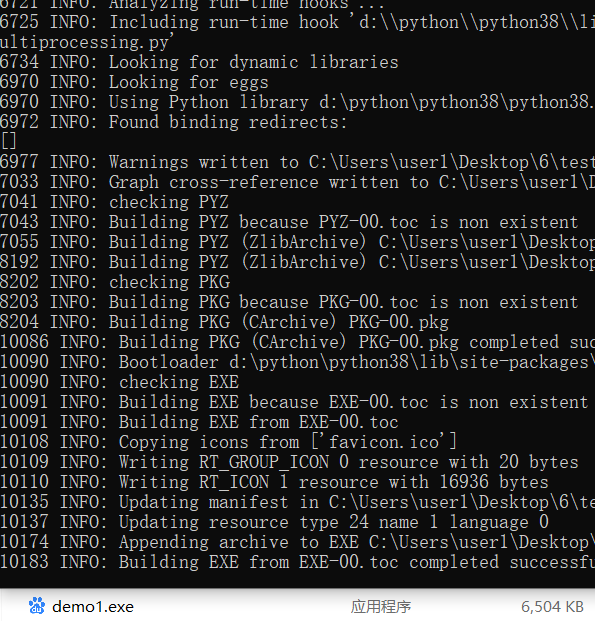 6721 INFO: Analyzing run-time hooks ...
6725 INFO: Including run-time hook 'd:\\python\\python38\\li
ultiprocessing.py'
6734 INFO: Looking for dynamic libraries
6970 INFO: Looking for eggs
6970 INFO: Using Python library d:\python\python38\python38.
6972 INFO: Found binding redirects:
[]
6977 INFO: Warnings written to C:\Users\user1\Desktop\6\test
7033 INFO: Graph cross-reference written to C:\Users\user1\D
7041 INFO: checking PYZ
7043 INFO: Building PYZ because PYZ-00.toc is non existent
7055 INFO: Building PYZ (ZlibArchive) C:\Users\user1\Desktop
8192 INFO: Building PYZ (ZlibArchive) C:\Users\user1\Desktop
8202 INFO: checking PKG
8203 INFO: Building PKG because PKG-00.toc is non existent
8204 INFO: Building PKG (CArchive) PKG-00.pkg
10086 INFO: Building PKG (CArchive) PKG-00.pkg completed suc
10090 INFO: Bootloader d:\python\python38\lib\site-packages\
10090 INFO: checking EXE
10091 INFO: Building EXE because EXE-00.toc is non existent
10091 INFO: Building EXE from EXE-00.toc
10108 INFO: Copying icons from ['favicon.ico']
10109 INFO: Writing RT_GROUP_ICON 0 resource with 20 bytes
10110 INFO: Writing RT_ICON 1 resource with 16936 bytes
10135 INFO: Updating manifest in C:\Users\user1\Desktop\6\te
10137 INFO: Updating resource type 24 name 1 language 0
10174 INFO: Appending archive to EXE C:\Users\user1\Desktop\
10183 INFO: Building EXE from EXE-00.toc completed successfu
demo1.exe 应用程序 6,504 KB